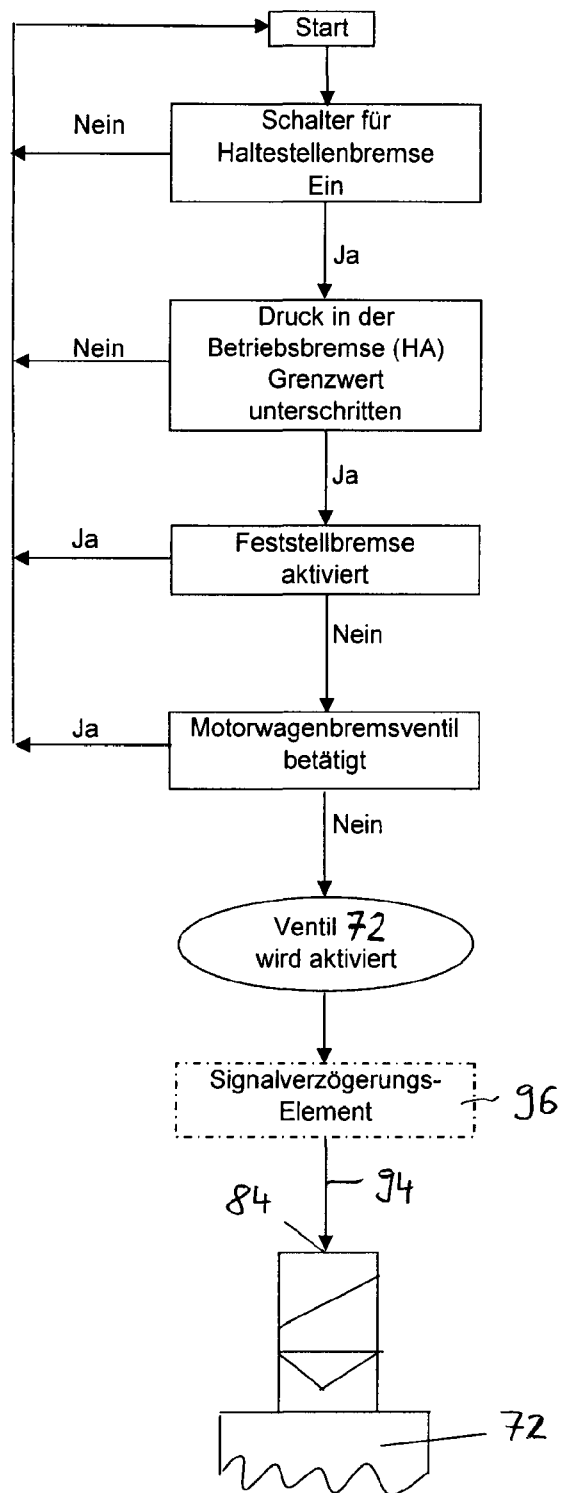 Start
Nein
Schalter für
Haltestellenbremse
Ein
Ja
Nein
Druck in der
Betriebsbremse (HA)
Grenzwert
unterschritten
Ja
Ja
Feststellbremse
aktiviert
Nein
Ja
Motorwagenbremsventil
betätigt
Nein
Ventil 72
wird aktiviert
Signalverzögerungs-
Element
96
94
84
72